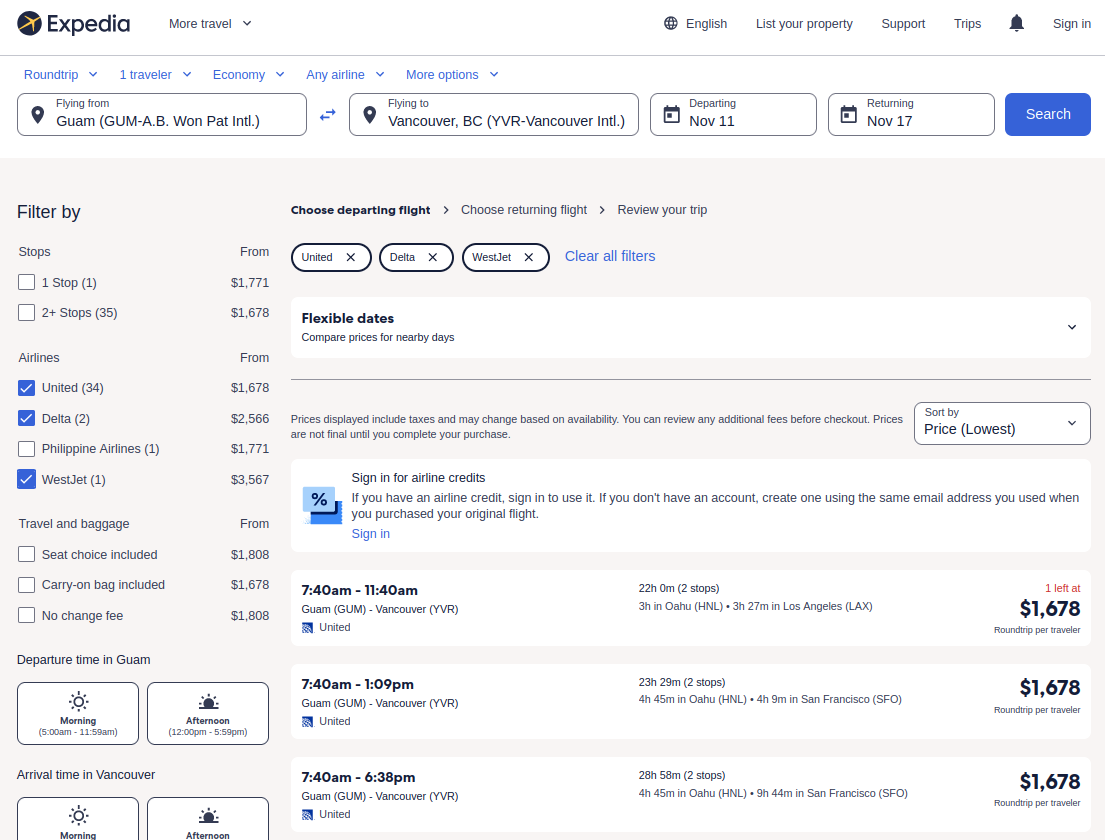 Expedia
More travel
English
List your property
Support
Trips
Sign in
Roundtrip
1 traveler
Economy
Any airline
More options
Flying from
Guam (GUM-A.B. Won Pat Intl.)
Flying to
Vancouver, BC (YVR-Vancouver Intl.)
Departing
Nov 11
Returning
Nov 17
Search
Filter by
Stops From
1 Stop (1) $1,771
2+ Stops (35) $1,678
Airlines From
United (34) $1,678
Delta (2) $2,566
Philippine Airlines (1) $1,771
WestJet (1) $3,567
Travel and baggage From
Seat choice included $1,808
Carry-on bag included $1,678
No change fee $1,808
Departure time in Guam
Morning
(5:00am - 11:59am)
Afternoon
(12:00pm - 5:59pm)
Arrival time in Vancouver
Morning
Afternoon
Choose departing flight
Choose returning flight
Review your trip
United
Delta
WestJet
Clear all filters
Flexible dates
Compare prices for nearby days
Prices displayed include taxes and may change based on availability. You can review any additional fees before checkout. Prices
are not final until you complete your purchase.
Sort by
Price (Lowest)
Sign in for airline credits
%
If you have an airline credit, sign in to use it. If you don't have an account, create one using the same email address you used when
you purchased your original flight.
Sign in
7:40am - 11:40am
Guam (GUM) - Vancouver (YVR)
United
22h 0m (2 stops)
3h in Oahu (HNL) • 3h 27m in Los Angeles (LAX)
1 left at
$1,678
Roundtrip per traveler
7:40am - 1:09pm
Guam (GUM) - Vancouver (YVR)
United
23h 29m (2 stops)
4h 45m in Oahu (HNL) • 4h 9m in San Francisco (SFO)
$1,678
Roundtrip per traveler
7:40am - 6:38pm
Guam (GUM) - Vancouver (YVR)
United
28h 58m (2 stops)
4h 45m in Oahu (HNL) • 9h 44m in San Francisco (SFO)
$1,678
Roundtrip per traveler